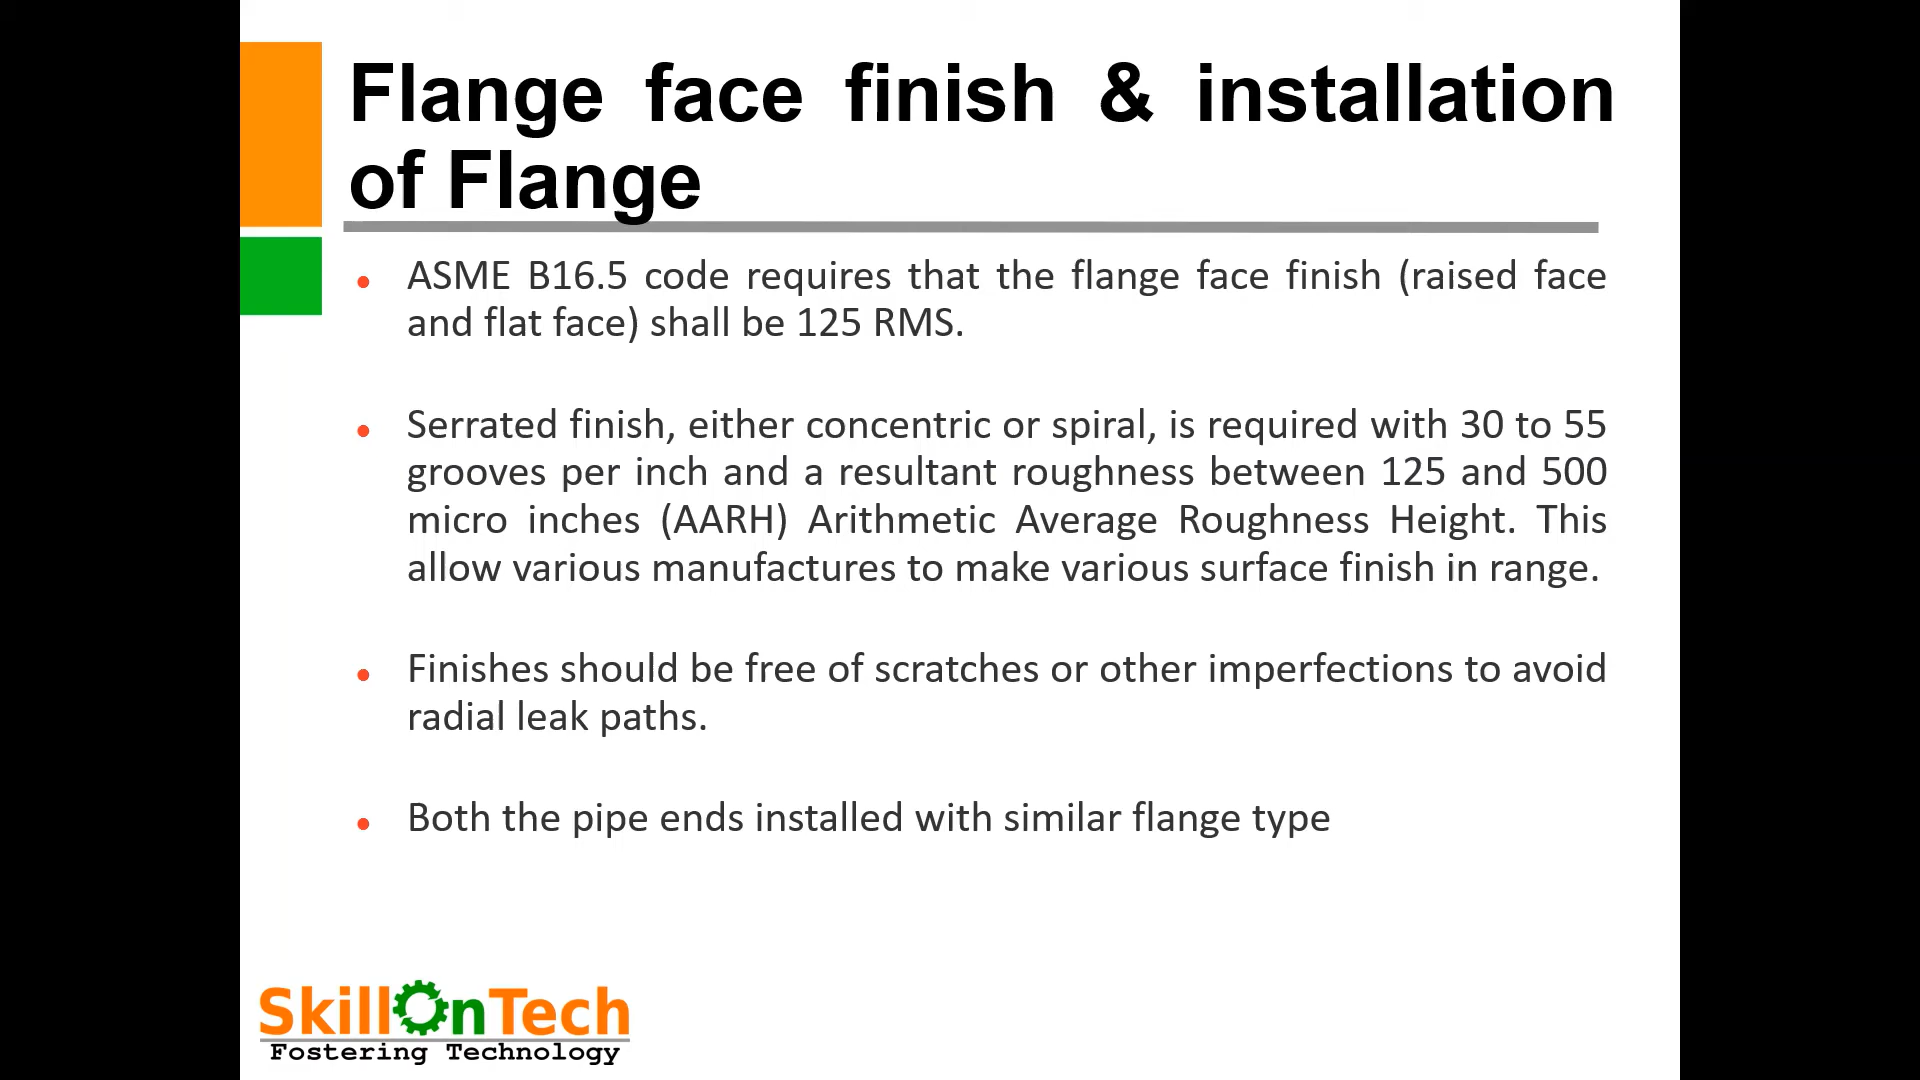 Flange face finish & installation
of Flange
• ASME B16.5 code requires that the flange face finish (raised face
and flat face) shall be 125 RMS.
• Serrated finish, either concentric or spiral, is required with 30 to 55
grooves per inch and a resultant roughness between 125 and 500
micro inches (AARH) Arithmetic Average Roughness Height. This
allow various manufactures to make various surface finish in range.
• Finishes should be free of scratches or other imperfections to avoid
radial leak paths.
• Both the pipe ends installed with similar flange type
SkillOnTech
Fostering Technology